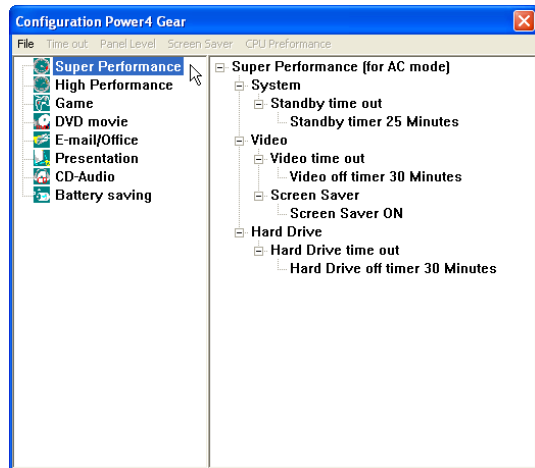 Configuration Power4 Gear
File Time out Panel Level Screen Saver CPU Preformance
Super Performance
High Performance
Game
DVD movie
E-mail/Office
Presentation
CD-Audio
Battery saving
Super Performance (for AC mode)
System
Standby time out
Standby timer 25 Minutes
Video
Video time out
Video off timer 30 Minutes
Screen Saver
Screen Saver ON
Hard Drive
Hard Drive time out
Hard Drive off timer 30 Minutes